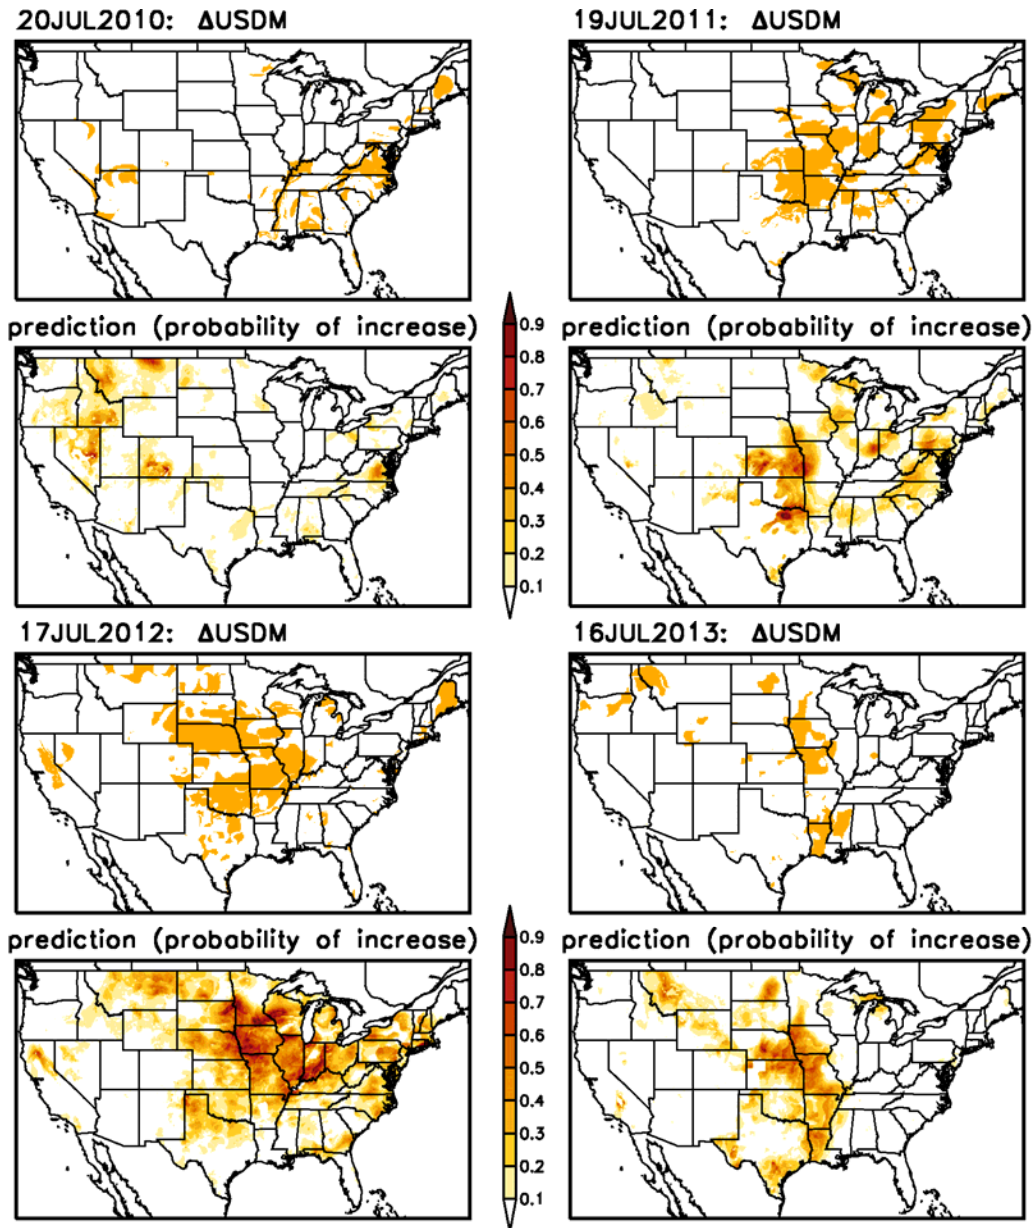 20JUL2010: ΔUSDM
19JUL2011: ΔUSDM
prediction (probability of increase)
prediction (probability of increase)
0.9
0.8
0.7
0.6
0.5
0.4
0.3
0.2
0.1
17JUL2012: ΔUSDM
16JUL2013: ΔUSDM
prediction (probability of increase)
prediction (probability of increase)
0.9
0.8
0.7
0.6
0.5
0.4
0.3
0.2
0.1